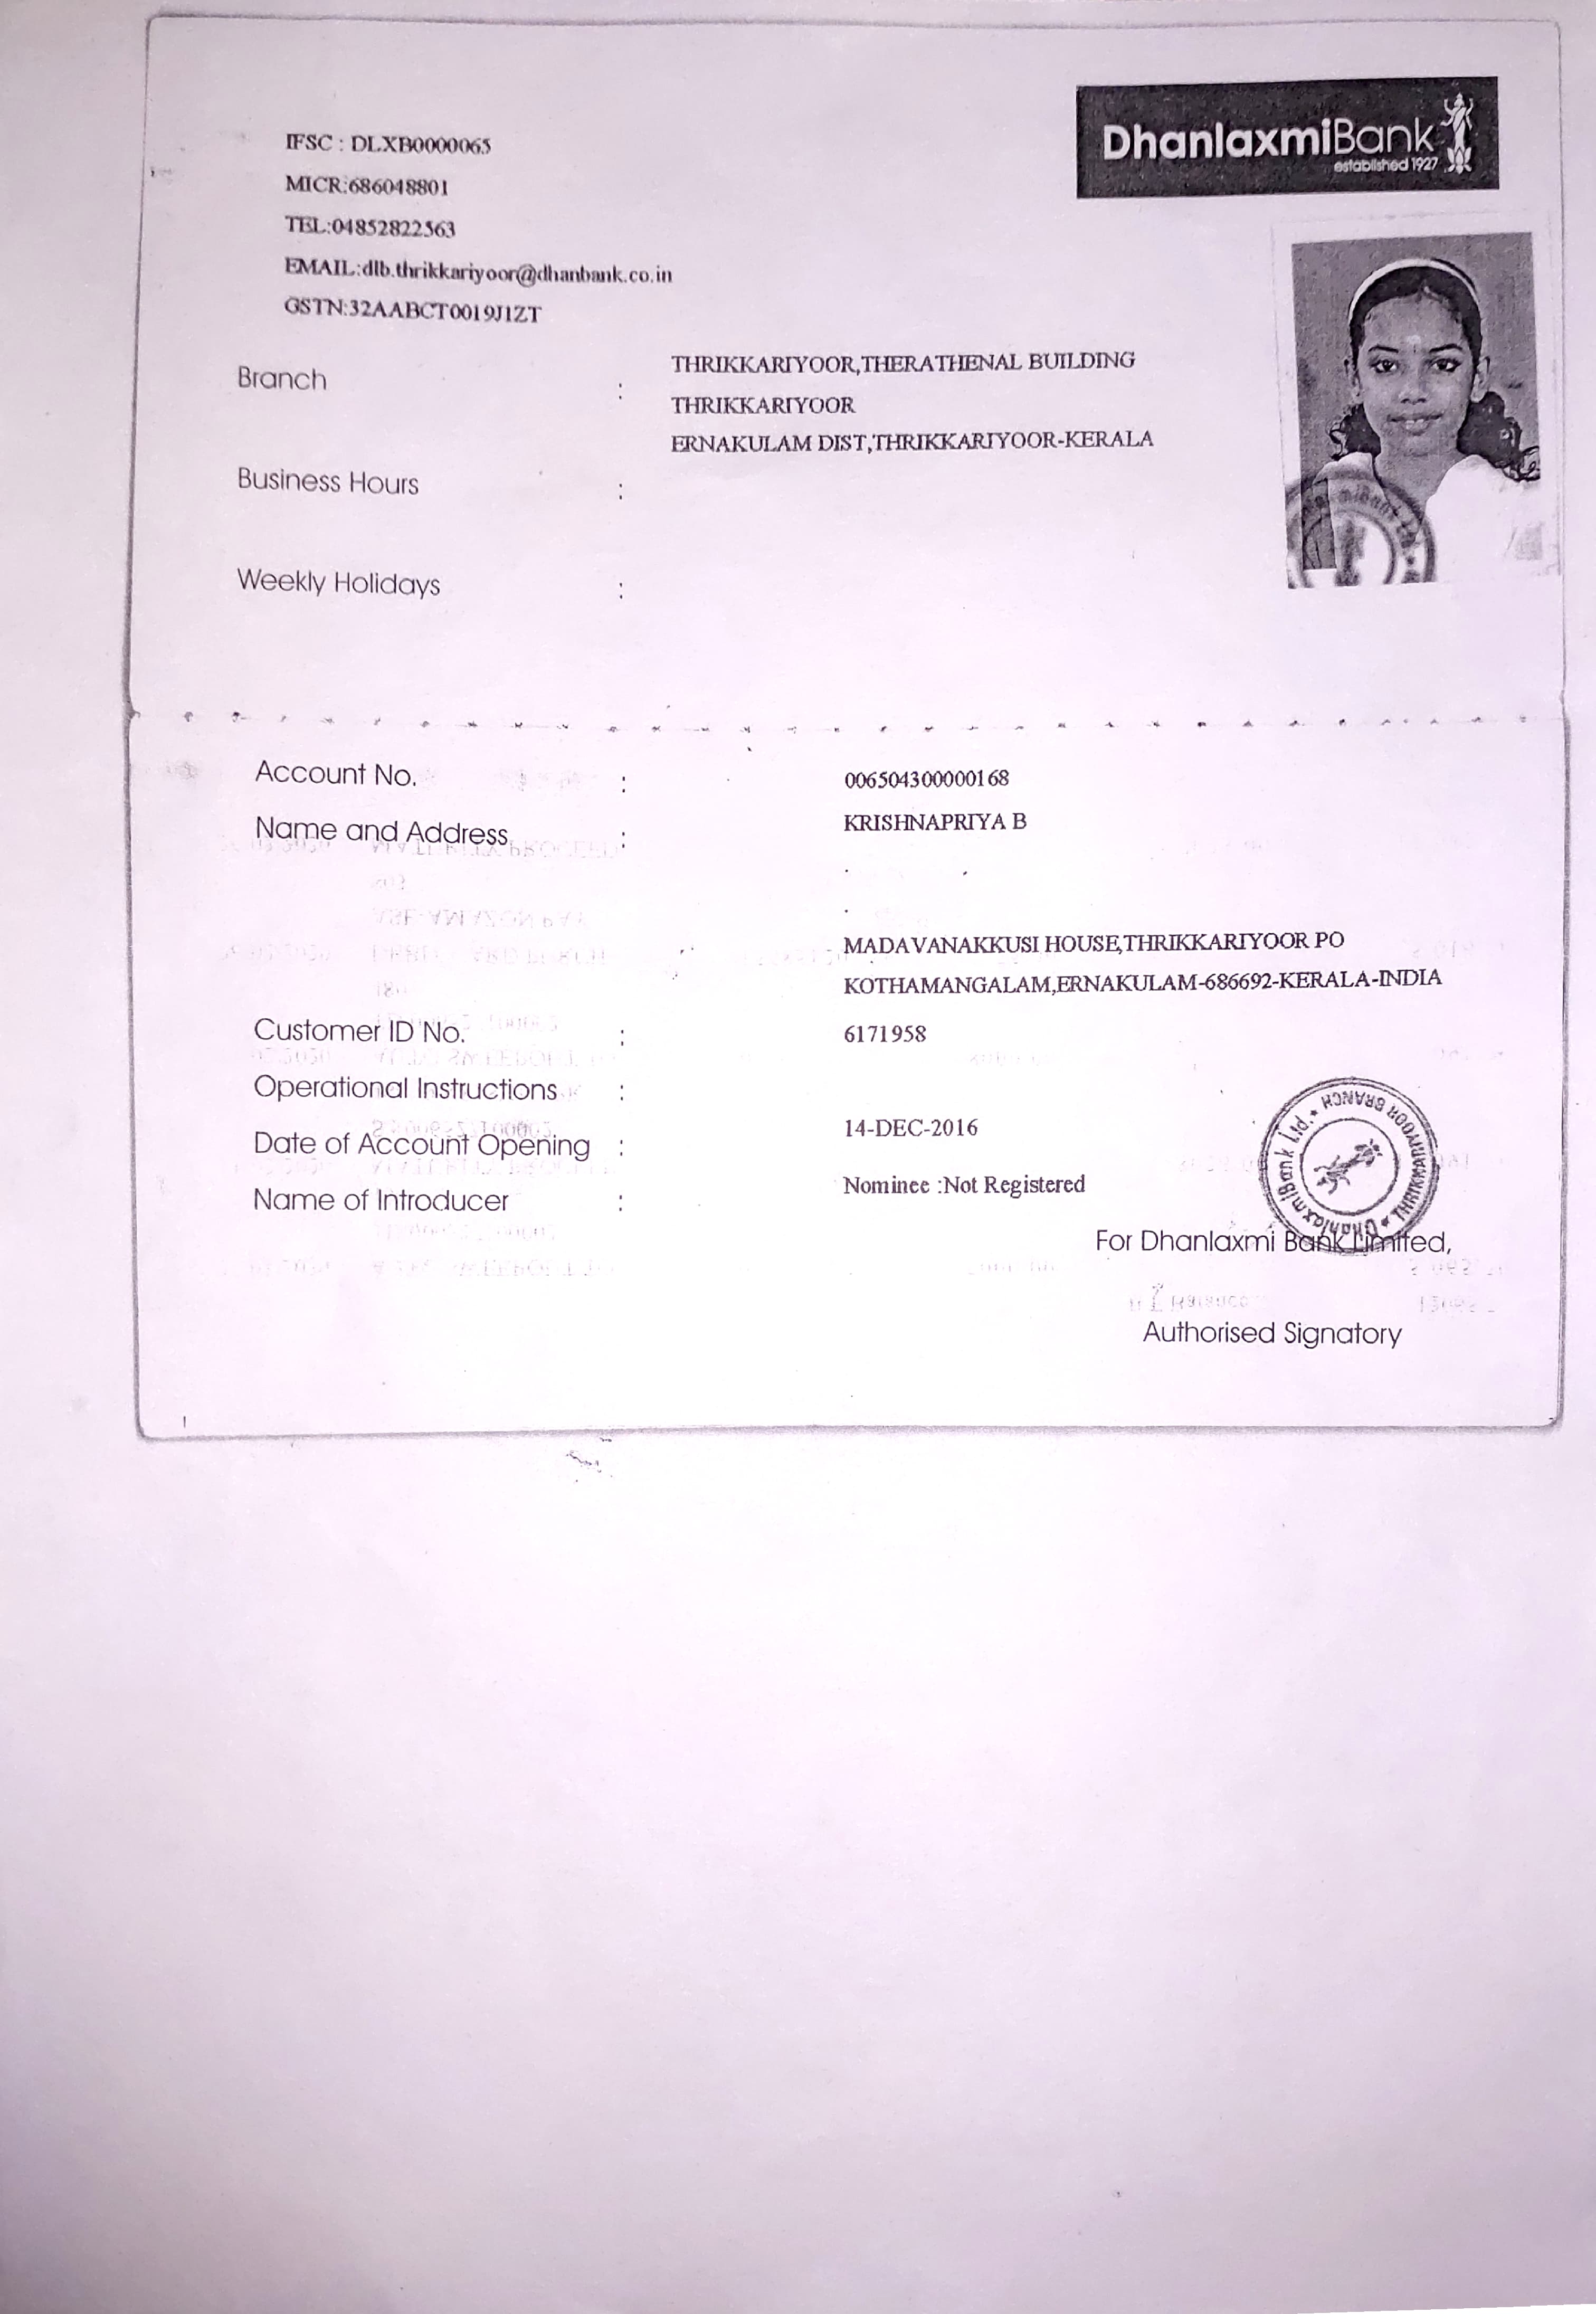 DhanlaxmiBank
established 1927
IFSC : DLXB0000065
MICR:686048801
TEL:04852822563
EMAIL:dlb.thrikkariyoor@dhanbank.co.in
GSTN:32AABCT0019J1ZT
Branch : THRIKKARIYOOR,THERATHENAL BUILDING
THRIKKARIYOOR
ERNAKULAM DIST,THRIKKARIYOOR-KERALA
Business Hours :
Weekly Holidays :
Account No. : 006504300000168
Name and Address : KRISHNAPRIYA B
.
.
MADAVANAKKUSI HOUSE,THRIKKARIYOOR PO
KOTHAMANGALAM,ERNAKULAM-686692-KERALA-INDIA
Customer ID No. : 6171958
Operational Instructions :
Date of Account Opening : 14-DEC-2016
Name of Introducer : Nominee :Not Registered
DhanlaxmiBank Ltd. * THRIKKARIYOOR BRANCH *
For Dhanlaxmi Bank Limited,
Authorised Signatory